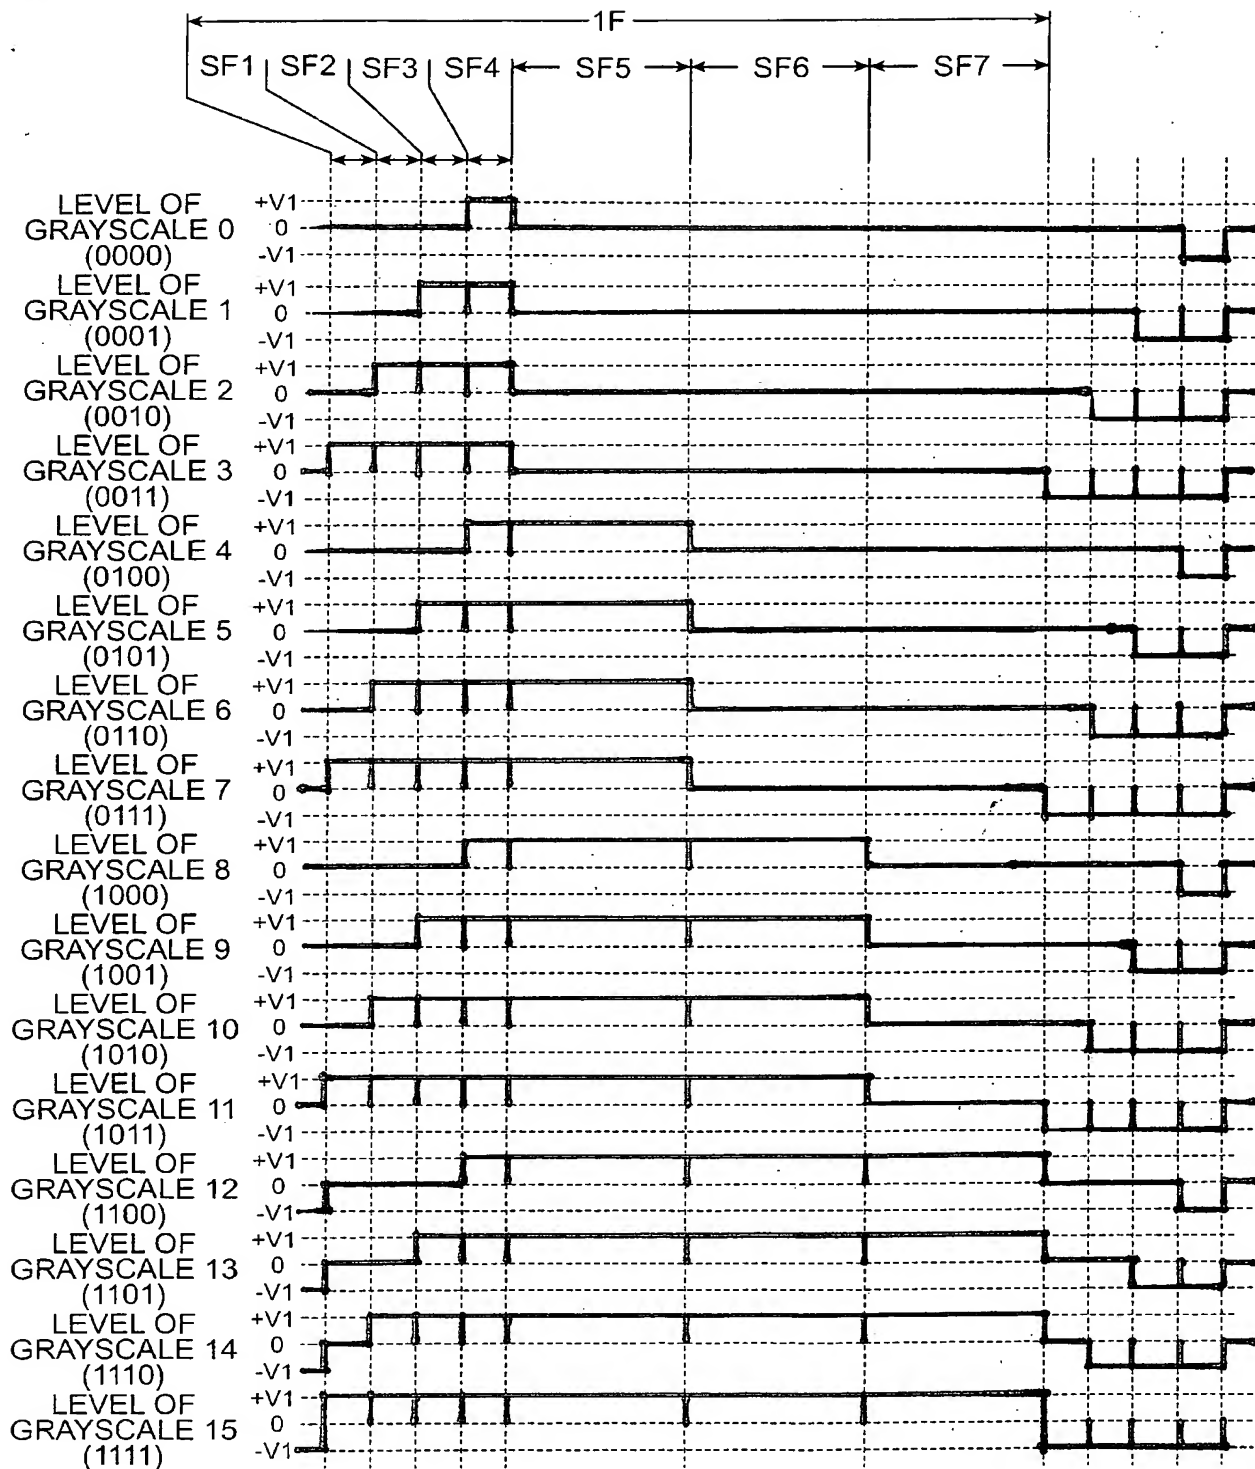 1F
SF1 SF2 SF3 SF4 SF5 SF6 SF7
LEVEL OF +V1
GRAYSCALE 0 0
(0000) -V1
LEVEL OF +V1
GRAYSCALE 1 0
(0001) -V1
LEVEL OF +V1
GRAYSCALE 2 0
(0010) -V1
LEVEL OF +V1
GRAYSCALE 3 0
(0011) -V1
LEVEL OF +V1
GRAYSCALE 4 0
(0100) -V1
LEVEL OF +V1
GRAYSCALE 5 0
(0101) -V1
LEVEL OF +V1
GRAYSCALE 6 0
(0110) -V1
LEVEL OF +V1
GRAYSCALE 7 0
(0111) -V1
LEVEL OF +V1
GRAYSCALE 8 0
(1000) -V1
LEVEL OF +V1
GRAYSCALE 9 0
(1001) -V1
LEVEL OF +V1
GRAYSCALE 10 0
(1010) -V1
LEVEL OF +V1
GRAYSCALE 11 0
(1011) -V1
LEVEL OF +V1
GRAYSCALE 12 0
(1100) -V1
LEVEL OF +V1
GRAYSCALE 13 0
(1101) -V1
LEVEL OF +V1
GRAYSCALE 14 0
(1110) -V1
LEVEL OF +V1
GRAYSCALE 15 0
(1111) -V1